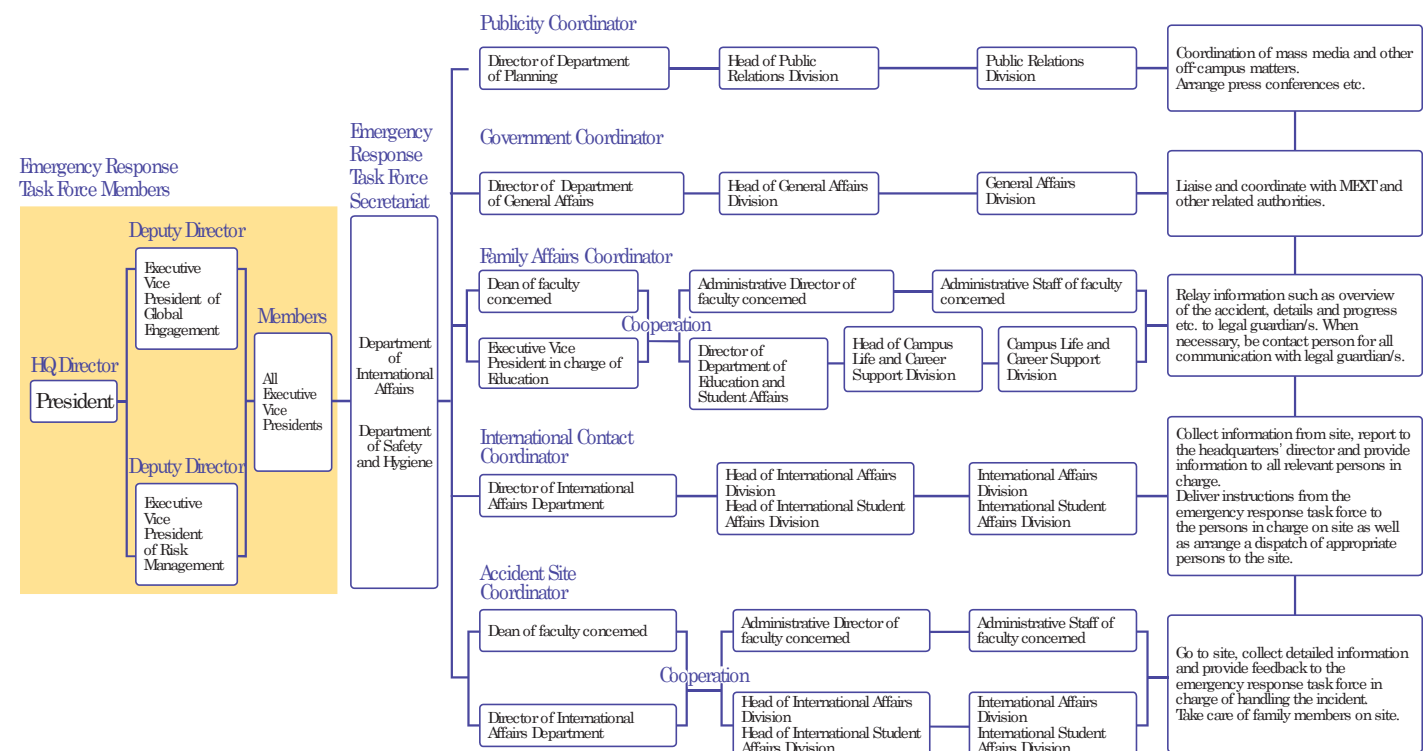 Emergency Response
Task Force Members
HQ Director
President
Deputy Director
Executive
Vice
President of
Global
Engagement
Deputy Director
Executive
Vice
President
of Risk
Management
Members
All
Executive
Vice
Presidents
Emergency
Response
Task Force
Secretariat
Department
of
International
Affairs
Department
of Safety
and Hygiene
Publicity Coordinator
Director of Department
of Planning
Head of Public
Relations Division
Public Relations
Division
Coordination of mass media and other
off-campus matters.
Arrange press conferences etc.
Government Coordinator
Director of Department
of General Affairs
Head of General Affairs
Division
General Affairs
Division
Liaise and coordinate with MEXT and
other related authorities.
Family Affairs Coordinator
Dean of faculty
concerned
Executive Vice
President in charge of
Education
Cooperation
Administrative Director of
faculty concerned
Administrative Staff of faculty
concerned
Director of
Department of
Education and
Student Affairs
Head of Campus
Life and Career
Support Division
Campus Life and
Career Support
Division
Relay information such as overview
of the accident, details and progress
etc. to legal guardian/s. When
necessary, be contact person for all
communication with legal guardian/s.
International Contact
Coordinator
Director of International
Affairs Department
Head of International Affairs
Division
Head of International Student
Affairs Division
International Affairs
Division
International Student
Affairs Division
Collect information from site, report to
the headquarters' director and provide
information to all relevant persons in
charge.
Deliver instructions from the
emergency response task force to
the persons in charge on site as well
as arrange a dispatch of appropriate
persons to the site.
Accident Site
Coordinator
Dean of faculty concerned
Director of International
Affairs Department
Cooperation
Administrative Director of
faculty concerned
Administrative Staff of
faculty concerned
Head of International Affairs
Division
Head of International Student
Affairs Division
International Affairs
Division
International Student
Affairs Division
Go to site, collect detailed information
and provide feedback to the
emergency response task force in
charge of handling the incident.
Take care of family members on site.